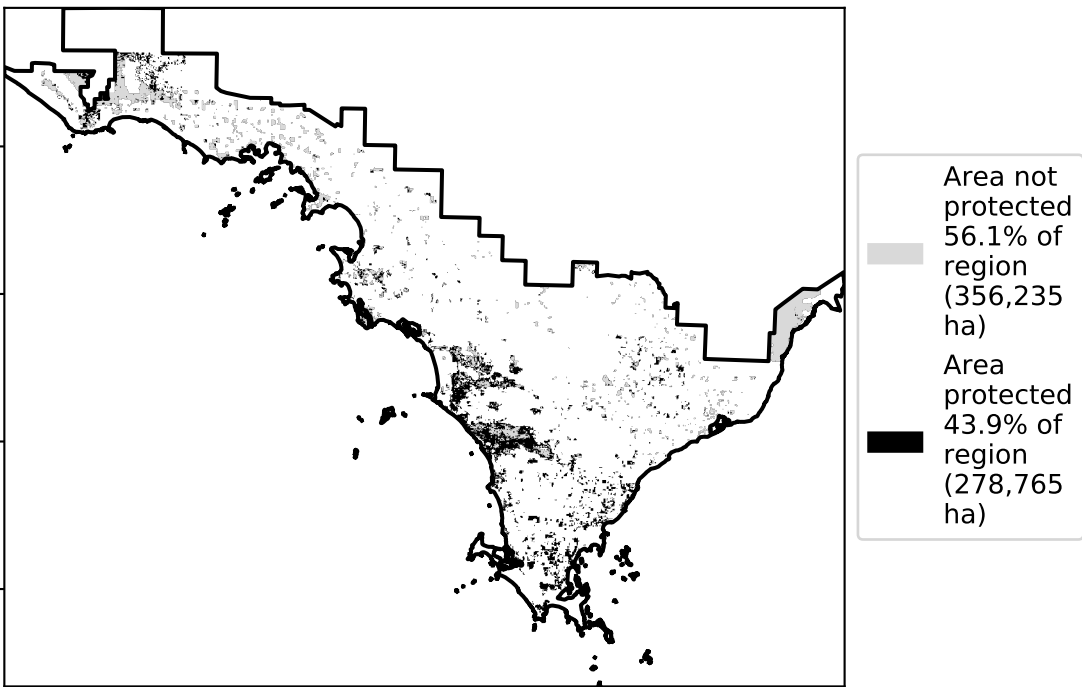 Area not
protected
56.1% of
region
(356,235
ha)
Area
protected
43.9% of
region
(278,765
ha)